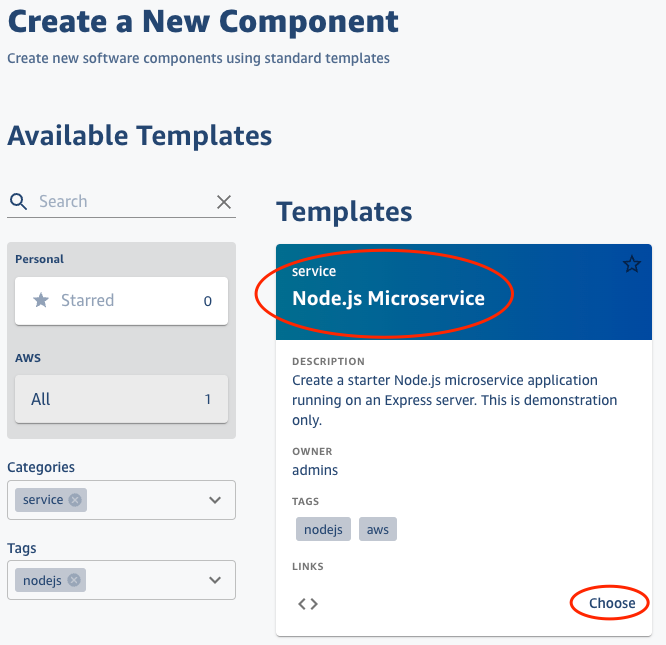 Create a New Component
Create new software components using standard templates
Available Templates
Search
Personal
Starred 0
AWS
All 1
Categories
service
Tags
nodejs
Templates
service
Node.js Microservice
DESCRIPTION
Create a starter Node.js microservice application
running on an Express server. This is demonstration
only.
OWNER
admins
TAGS
nodejs aws
LINKS
Choose